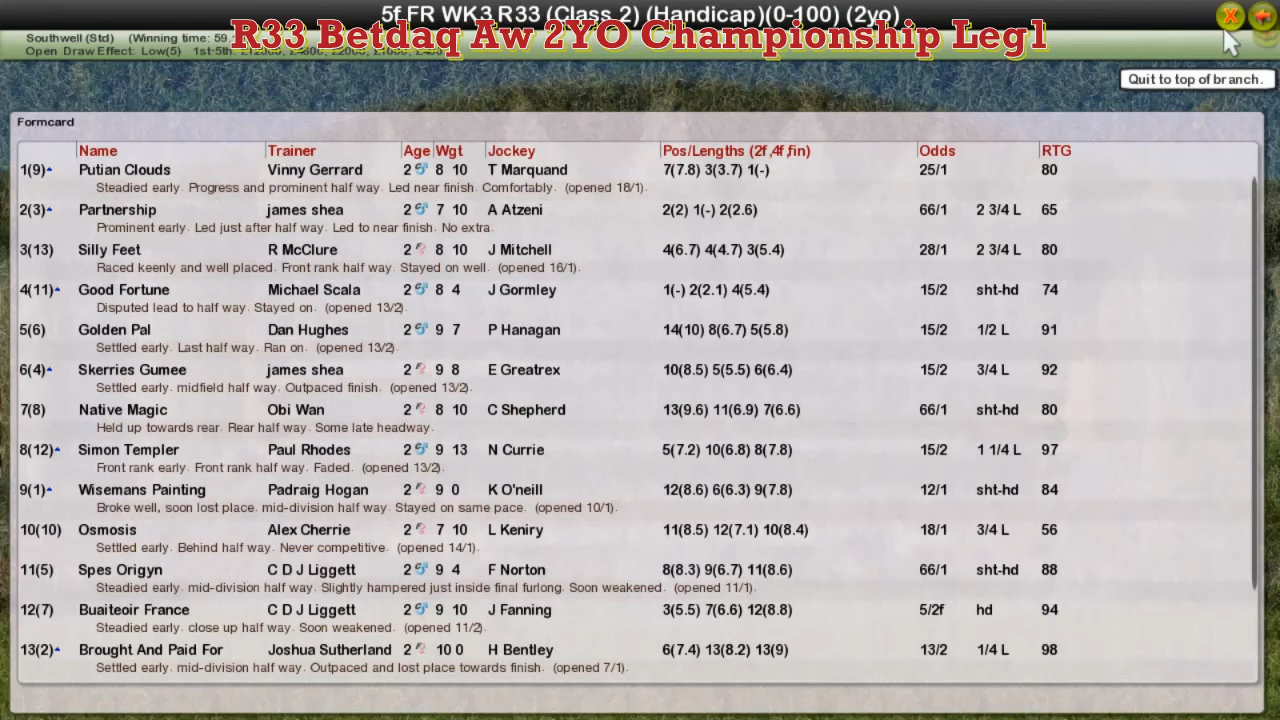 5f FR WK3 R33 (Class 2) (Handicap)(0-100) (2yo)
R33 Betdaq Aw 2YO Championship Leg1
Southwell (Std) (Winning time: 59.
Open Draw Effect: Low(5) 1st-5th:
Quit to top of branch.
Formcard
Name Trainer Age Wgt Jockey Pos/Lengths (2f,4f,fin) Odds RTG
1(9) Putian Clouds Vinny Gerrard 2 8 10 T Marquand 7(7.8) 3(3.7) 1(-) 25/1 80
Steadied early. Progress and prominent half way. Led near finish. Comfortably. (opened 18/1).
2(3) Partnership james shea 2 7 10 A Atzeni 2(2) 1(-) 2(2.6) 66/1 2 3/4 L 65
Prominent early. Led just after half way. Led to near finish. No extra.
3(13) Silly Feet R McClure 2 8 10 J Mitchell 4(6.7) 4(4.7) 3(5.4) 28/1 2 3/4 L 80
Raced keenly and well placed. Front rank half way. Stayed on well. (opened 16/1).
4(11) Good Fortune Michael Scala 2 8 4 J Gormley 1(-) 2(2.1) 4(5.4) 15/2 sht-hd 74
Disputed lead to half way. Stayed on. (opened 13/2).
5(6) Golden Pal Dan Hughes 2 9 7 P Hanagan 14(10) 8(6.7) 5(5.8) 15/2 1/2 L 91
Settled early. Last half way. Ran on. (opened 13/2).
6(4) Skerries Gumee james shea 2 9 8 E Greatrex 10(8.5) 5(5.5) 6(6.4) 15/2 3/4 L 92
Settled early. midfield half way. Outpaced finish. (opened 13/2).
7(8) Native Magic Obi Wan 2 8 10 C Shepherd 13(9.6) 11(6.9) 7(6.6) 66/1 sht-hd 80
Held up towards rear. Rear half way. Some late headway.
8(12) Simon Templer Paul Rhodes 2 9 13 N Currie 5(7.2) 10(6.8) 8(7.8) 15/2 1 1/4 L 97
Front rank early. Front rank half way. Faded. (opened 13/2).
9(1) Wisemans Painting Padraig Hogan 2 9 0 K O'neill 12(8.6) 6(6.3) 9(7.8) 12/1 sht-hd 84
Broke well, soon lost place. mid-division half way. Stayed on same pace. (opened 10/1).
10(10) Osmosis Alex Cherrie 2 7 10 L Keniry 11(8.5) 12(7.1) 10(8.4) 18/1 3/4 L 56
Settled early. Behind half way. Never competitive. (opened 14/1).
11(5) Spes Origyn C D J Liggett 2 9 4 F Norton 8(8.3) 9(6.7) 11(8.6) 66/1 sht-hd 88
Steadied early. mid-division half way. Slightly hampered just inside final furlong. Soon weakened. (opened 11/1).
12(7) Buaiteoir France C D J Liggett 2 9 10 J Fanning 3(5.5) 7(6.6) 12(8.8) 5/2f hd 94
Steadied early. close up half way. Soon weakened. (opened 11/2).
13(2) Brought And Paid For Joshua Sutherland 2 10 0 H Bentley 6(7.4) 13(8.2) 13(9) 13/2 1/4 L 98
Settled early. mid-division half way. Outpaced and lost place towards finish. (opened 7/1).